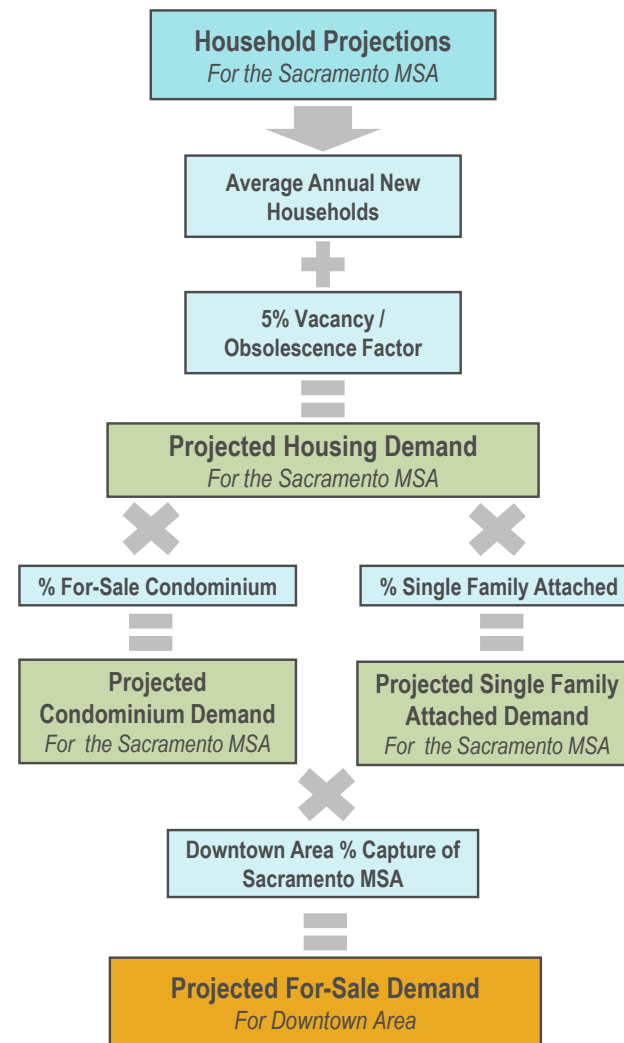 Household Projections
For the Sacramento MSA
Average Annual New
Households
5% Vacancy /
Obsolescence Factor
Projected Housing Demand
For the Sacramento MSA
% For-Sale Condominium
% Single Family Attached
Projected
Condominium Demand
For the Sacramento MSA
Projected Single Family
Attached Demand
For the Sacramento MSA
Downtown Area % Capture of
Sacramento MSA
Projected For-Sale Demand
For Downtown Area